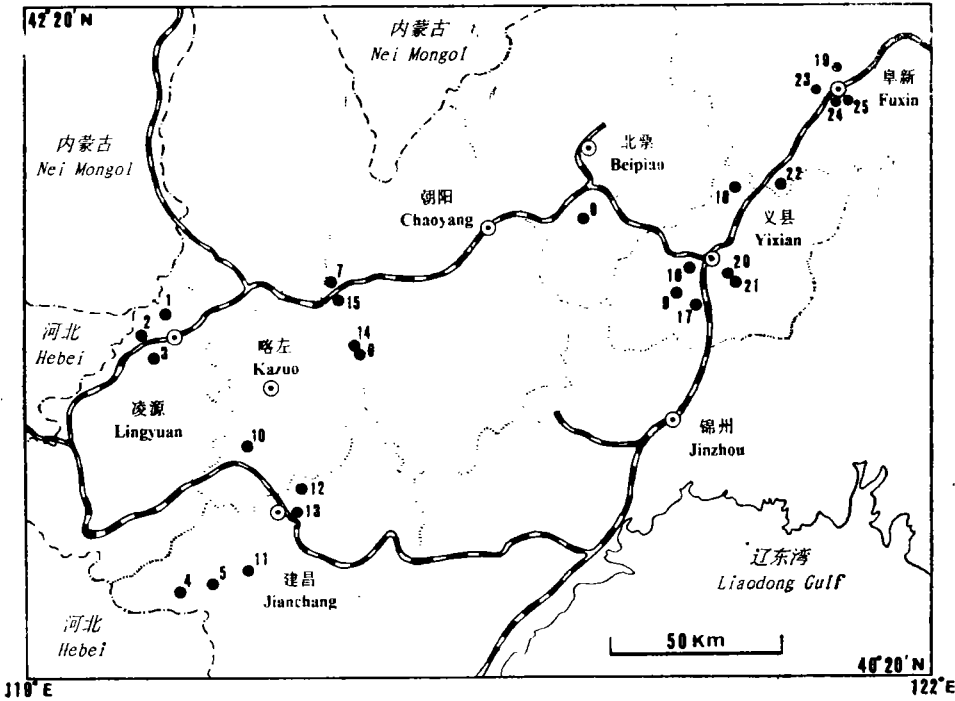 42°20′N
内蒙古
Nei Mongol
19
阜新
Fuxin
23
24
25
内蒙古
Nei Mongol
北票
Beipiao
朝阳
Chaoyang
18
22
8
义县
Yixian
16
20
21
9
17
7
15
1
2
3
河北
Hebei
14
6
喀左
Kazuo
凌源
Lingyuan
锦州
Jinzhou
10
12
13
建昌
Jianchang
11
5
4
辽东湾
Liaodong Gulf
河北
Hebei
50 Km
40°20′N
119°E
122°E